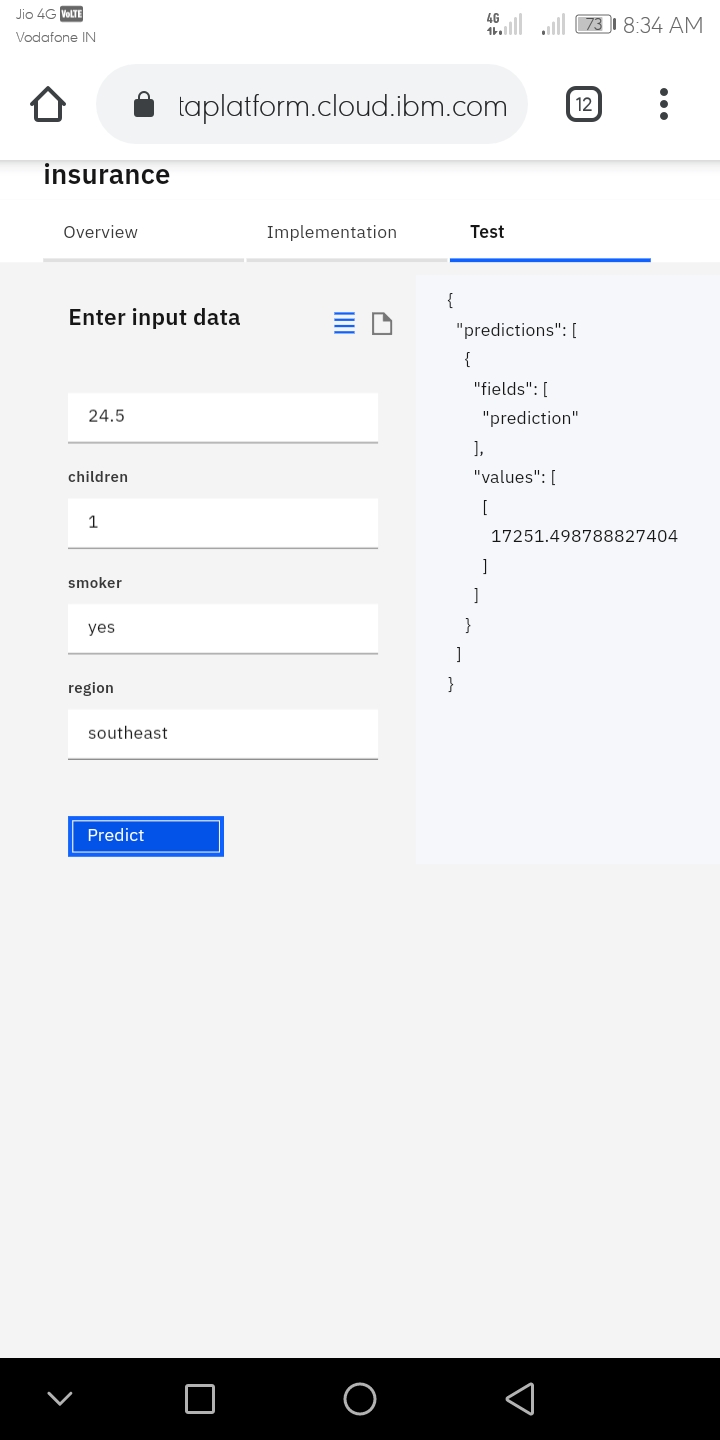 Jio 4G VoLTE
Vodafone IN
4G 73 8:34 AM
taplatform.cloud.ibm.com
12
insurance
Overview Implementation Test
Enter input data
24.5
children
1
smoker
yes
region
southeast
Predict
{
"predictions": [
{
"fields": [
"prediction"
],
"values": [
[
17251.498788827404
]
]
}
]
}